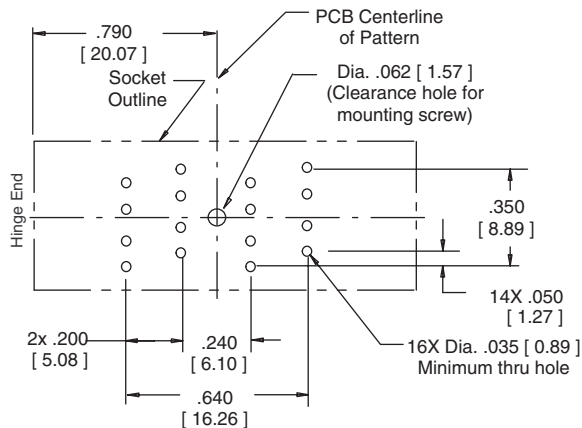 .790
[ 20.07 ]
PCB Centerline
of Pattern
Socket
Outline
Dia. .062 [ 1.57 ]
(Clearance hole for
mounting screw)
Hinge End
.350
[ 8.89 ]
14X .050
[ 1.27 ]
2x .200
[ 5.08 ]
.240
[ 6.10 ]
16X Dia. .035 [ 0.89 ]
Minimum thru hole
.640
[ 16.26 ]